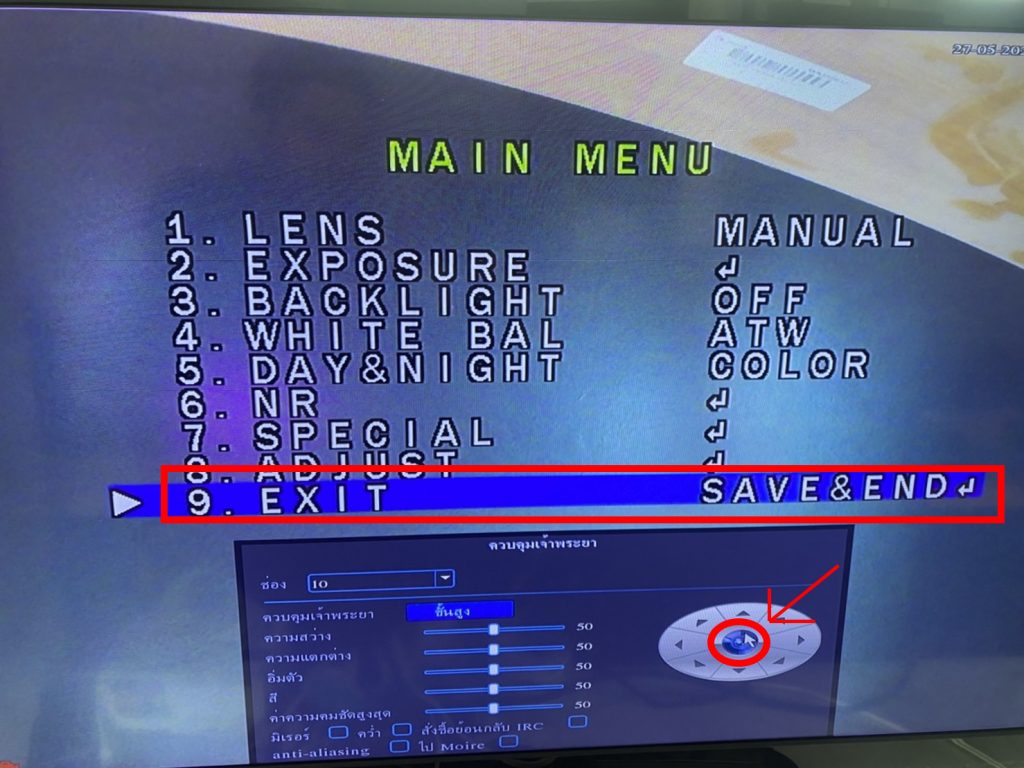 27-05-202
MAIN MENU
1. LENS MANUAL
2. EXPOSURE ↲
3. BACKLIGHT OFF
4. WHITE BAL ATW
5. DAY&NIGHT COLOR
6. NR ↲
7. SPECIAL ↲
8. ADJUST ↲
9. EXIT SAVE&END↲
ควบคุมเจ้าพระยา
ช่อง 10
ควบคุมเจ้าพระยา ชั้นสูง
ความสว่าง 50
ความแตกต่าง 50
อิ่มตัว 50
สี 50
ค่าความคมชัดสูงสุด 50
มิเรอร์ คว่ำ สั่งซื้อย้อนกลับ IRC
anti-aliasing ไป Moire